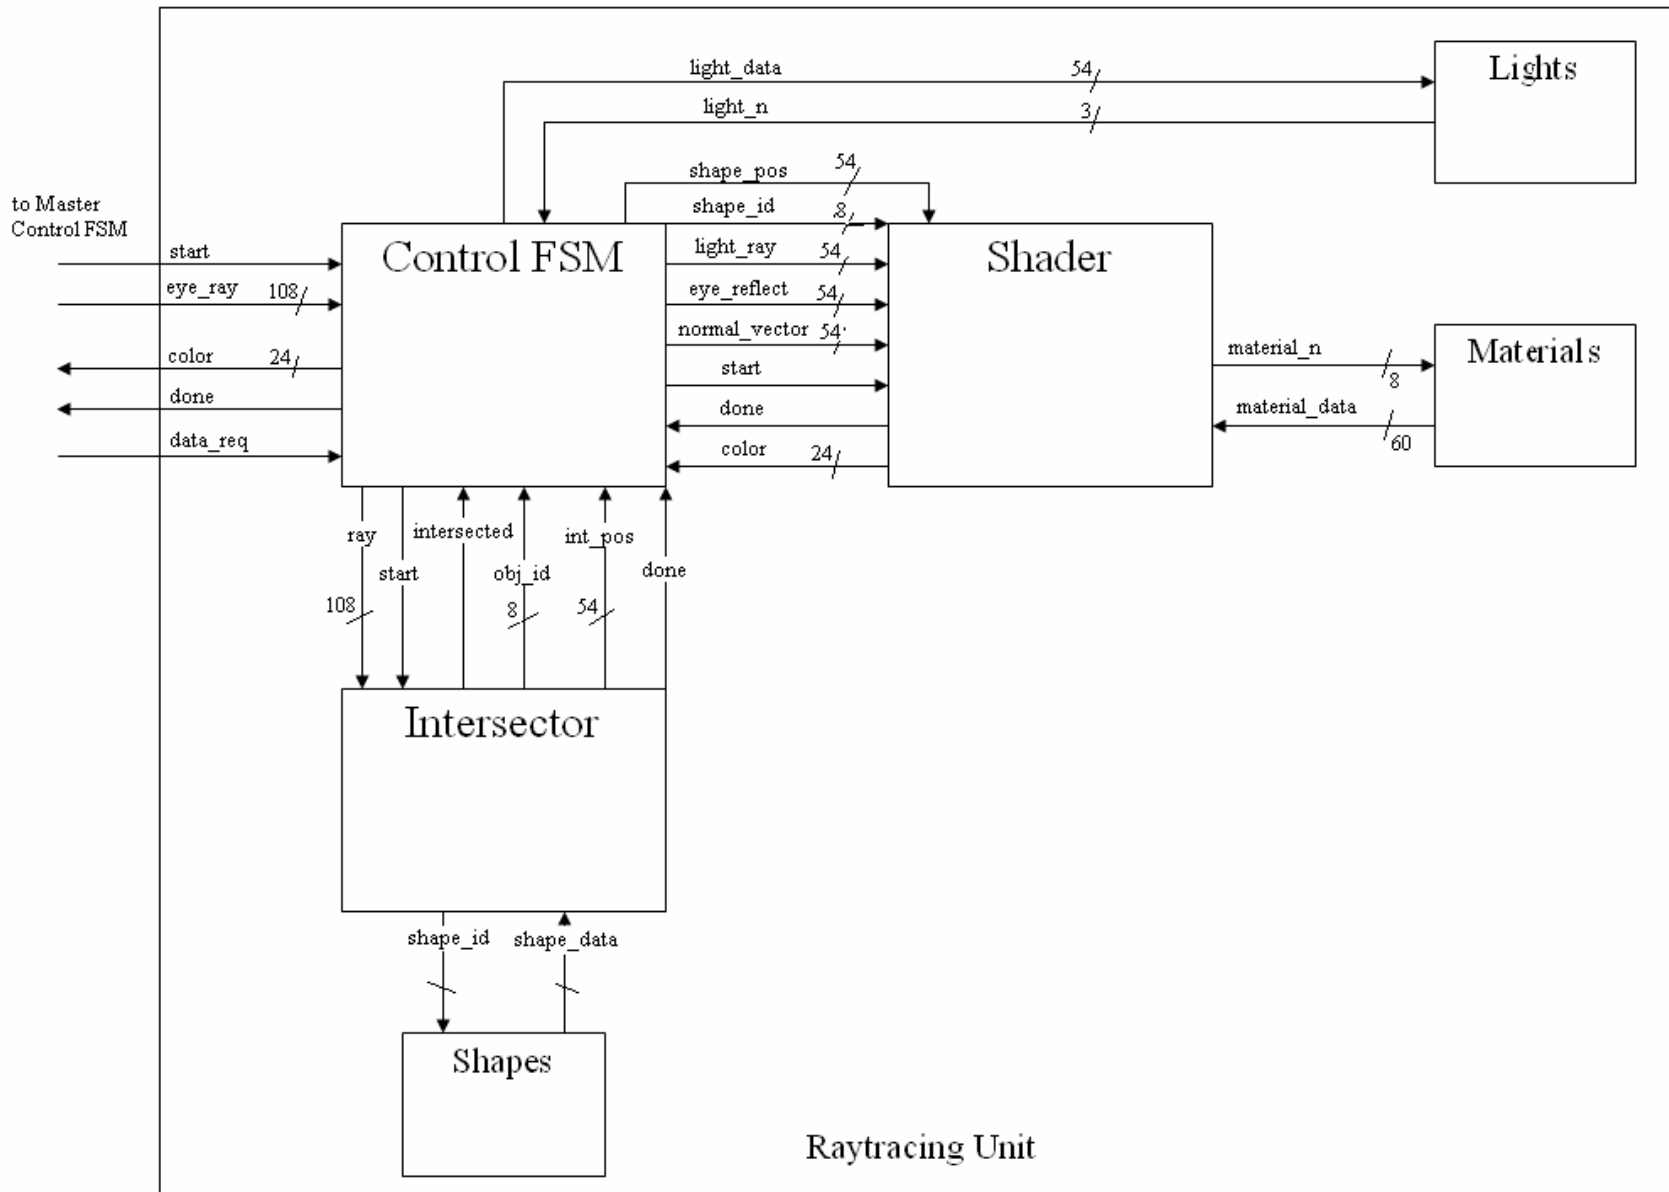 light_data 54
Lights
light_n 3
shape_pos 54
to Master
Control FSM
shape_id 8
start
Control FSM
light_ray 54
Shader
eye_ray 108
eye_reflect 54
normal_vector 54
color 24
start
material_n 8
Materials
done
done
material_data 60
data_req
color 24
ray
intersected
int_pos
start
obj_id
done
108
8
54
Intersector
shape_id
shape_data
Shapes
Raytracing Unit